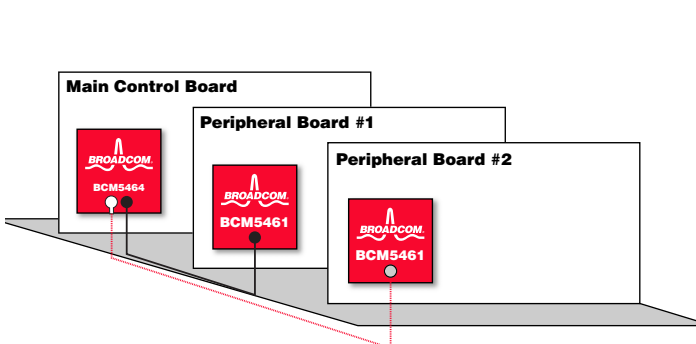 Main Control Board
BROADCOM.
BCM5464
Peripheral Board #1
BROADCOM.
BCM5461
Peripheral Board #2
BROADCOM.
BCM5461